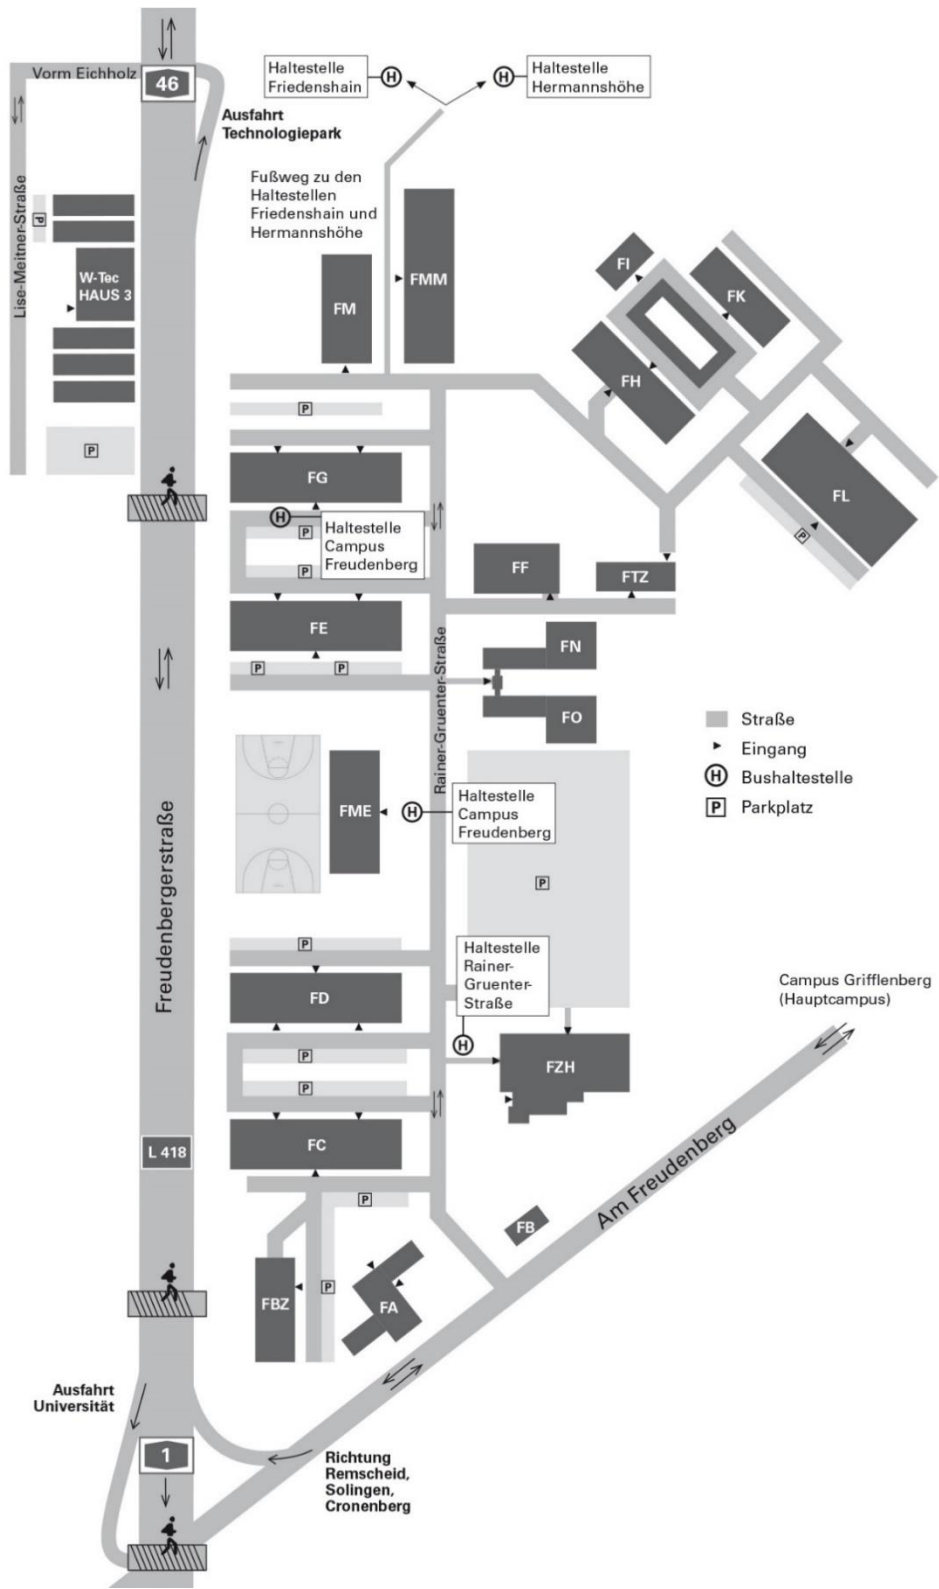 Vorm Eichholz
46
Haltestelle
Friedenshain
H
H
Haltestelle
Hermannshöhe
Ausfahrt
Technologiepark
Lise-Meitner-Straße
P
W-Tec
HAUS 3
P
Fußweg zu den
Haltestellen
Friedenshain und
Hermannshöhe
FM
FMM
FI
FK
FH
FL
P
P
FG
H
Haltestelle
Campus
Freudenberg
P
P
FF
FTZ
FE
P
P
Rainer-Gruenter-Straße
FN
FO
Straße
Eingang
H
Bushaltestelle
P
Parkplatz
FME
H
Haltestelle
Campus
Freudenberg
P
Freudenbergerstraße
P
FD
Haltestelle
Rainer-
Gruenter-
Straße
H
Campus Grifflenberg
(Hauptcampus)
P
P
FZH
FC
L 418
P
FB
Am Freudenberg
FBZ
P
FA
Ausfahrt
Universität
1
Richtung
Remscheid,
Solingen,
Cronenberg